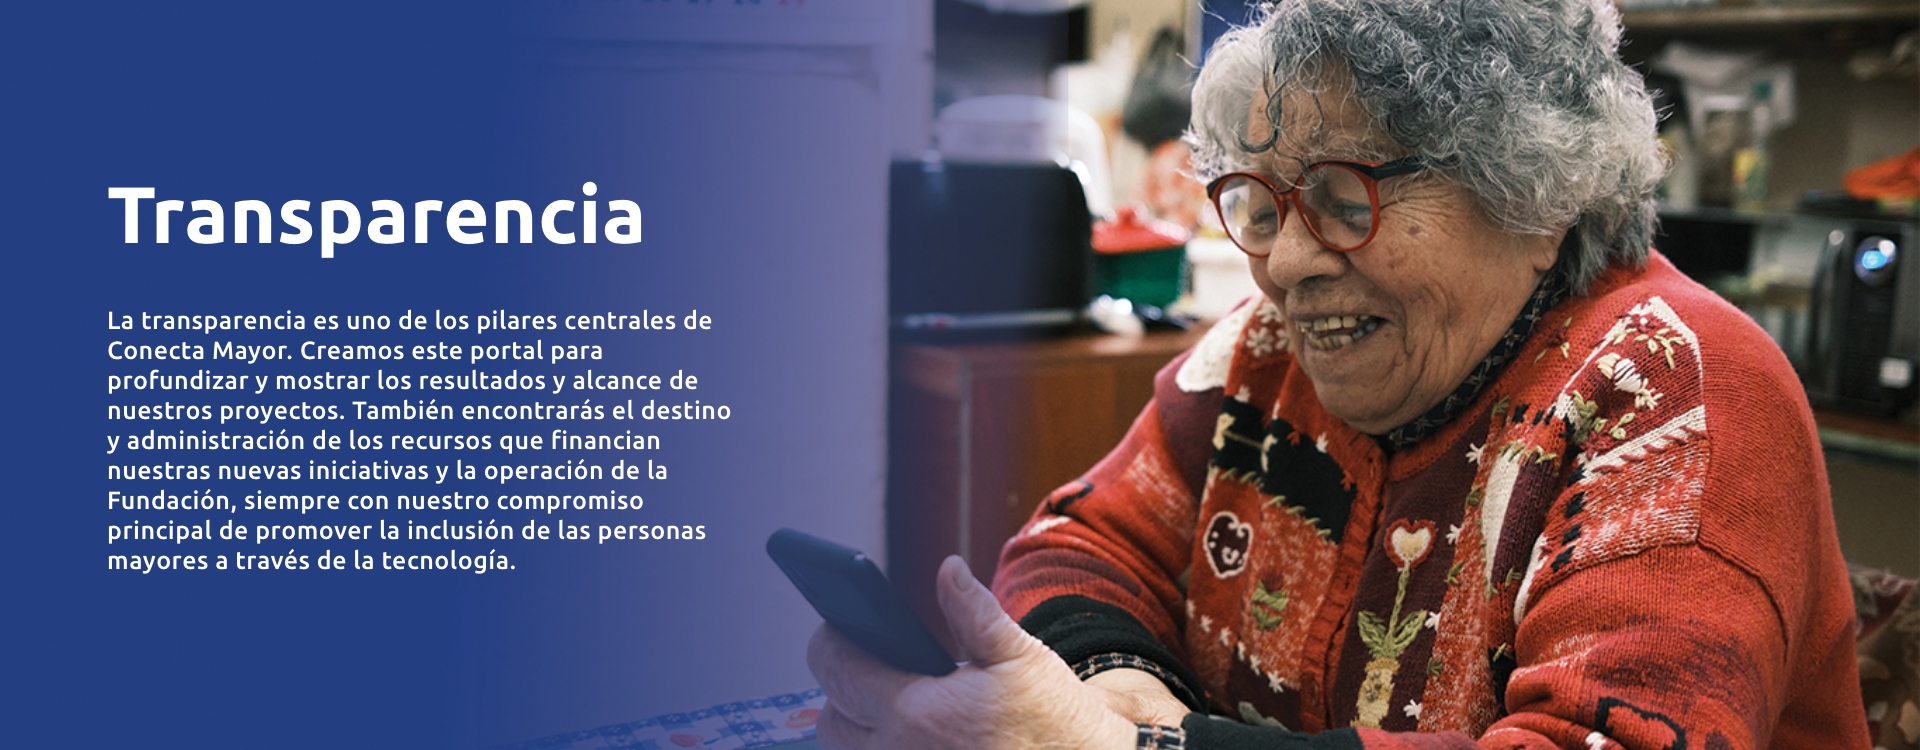 Transparencia
La transparencia es uno de los pilares centrales de
Conecta Mayor. Creamos este portal para
profundizar y mostrar los resultados y alcance de
nuestros proyectos. También encontrarás el destino
y administración de los recursos que financian
nuestras nuevas iniciativas y la operación de la
Fundación, siempre con nuestro compromiso
principal de promover la inclusión de las personas
mayores a través de la tecnología.